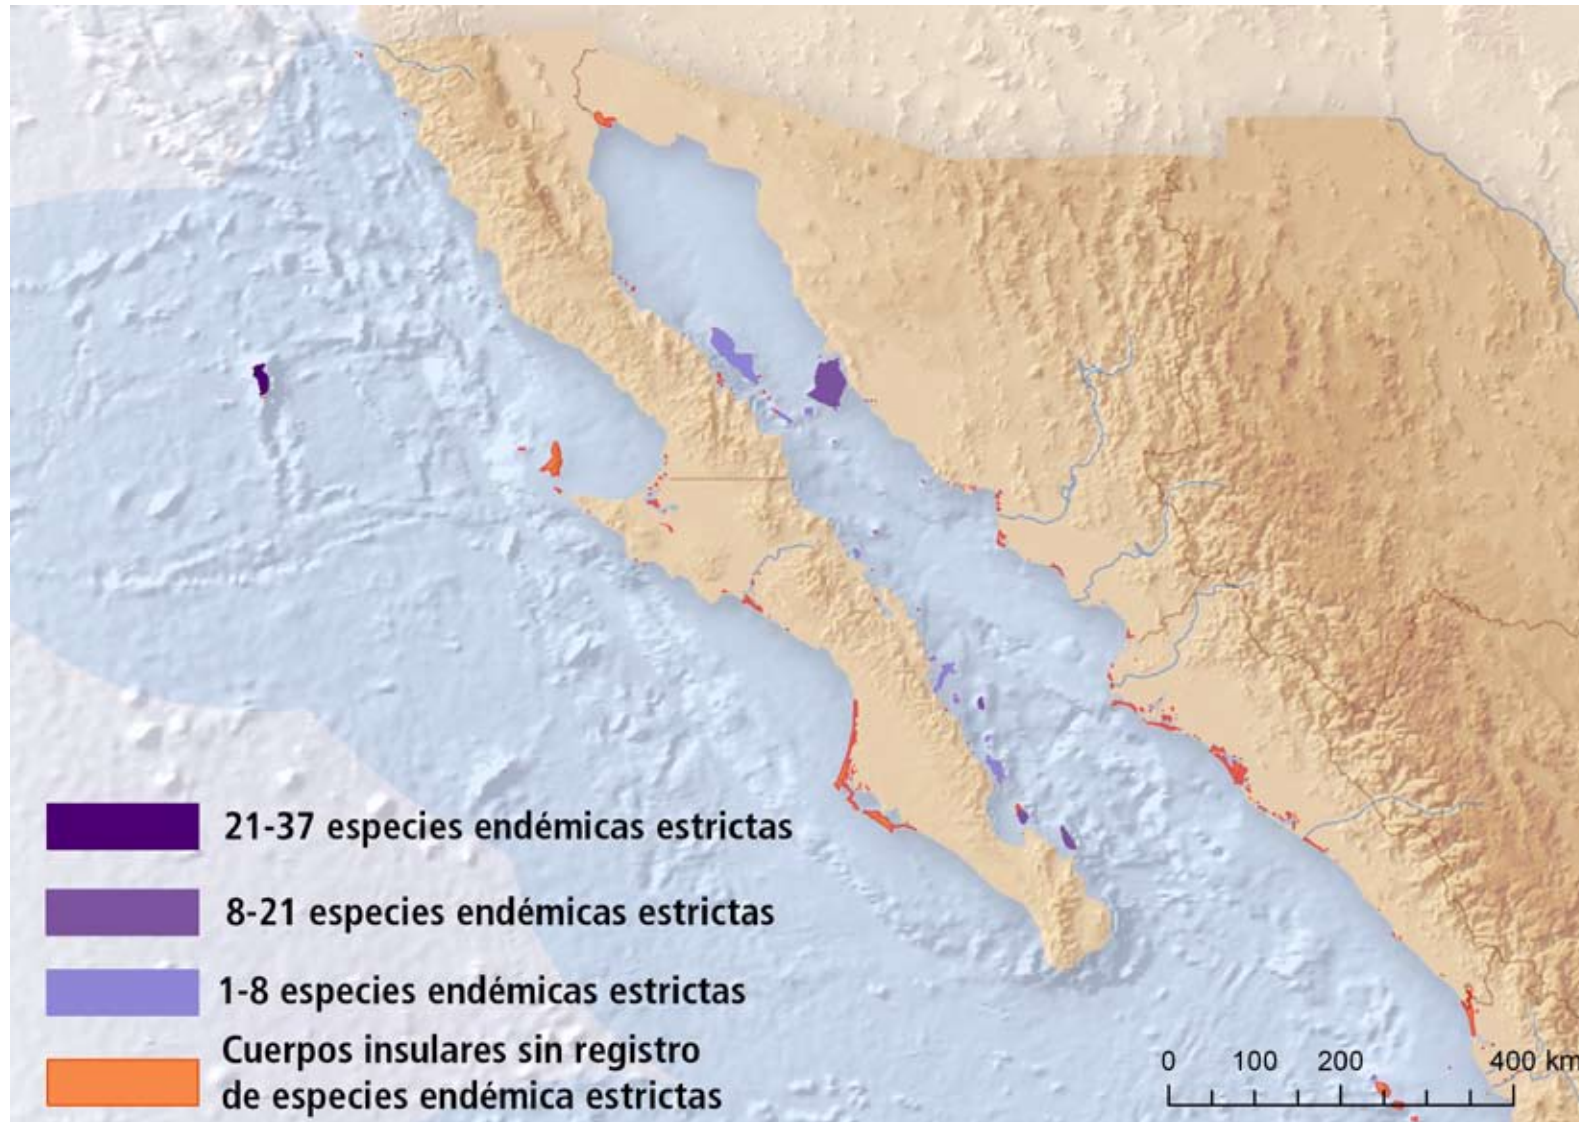 21-37 especies endémicas estrictas
8-21 especies endémicas estrictas
1-8 especies endémicas estrictas
Cuerpos insulares sin registro
de especies endémica estrictas
0 100 200 400 km